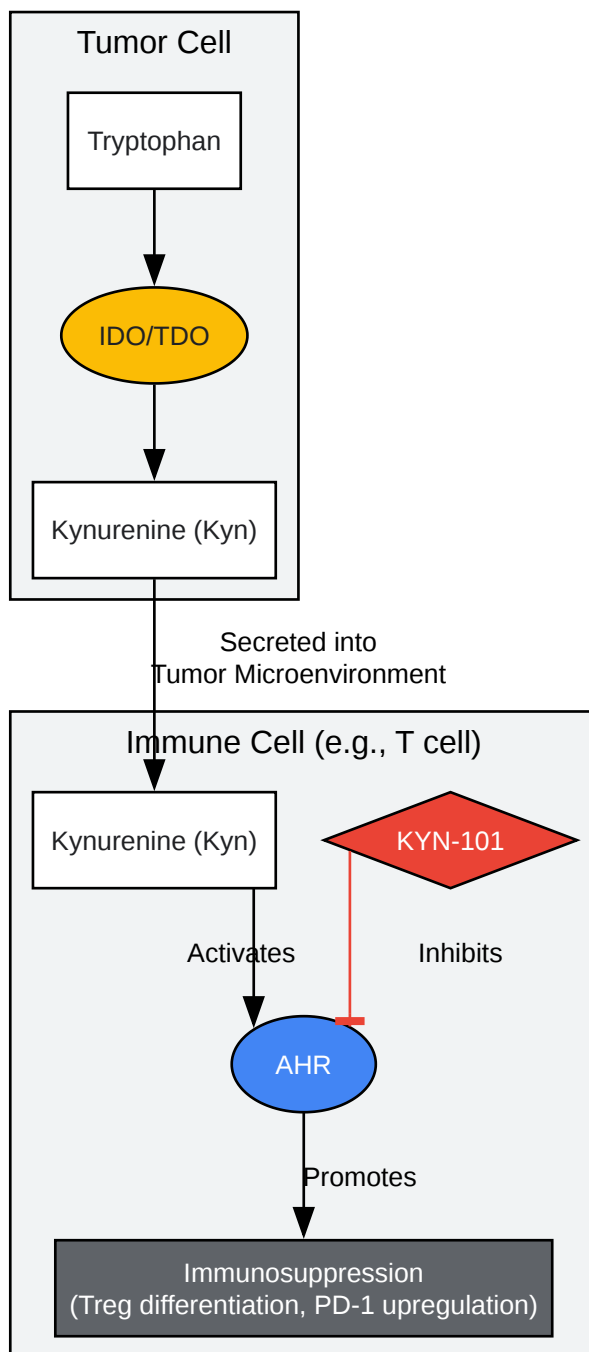 Tumor Cell
Tryptophan
IDO/TDO
Kynurenine (Kyn)
Secreted into
Tumor Microenvironment
Immune Cell (e.g., T cell)
Kynurenine (Kyn)
KYN-101
Activates
Inhibits
AHR
Promotes
Immunosuppression
(Treg differentiation, PD-1 upregulation)